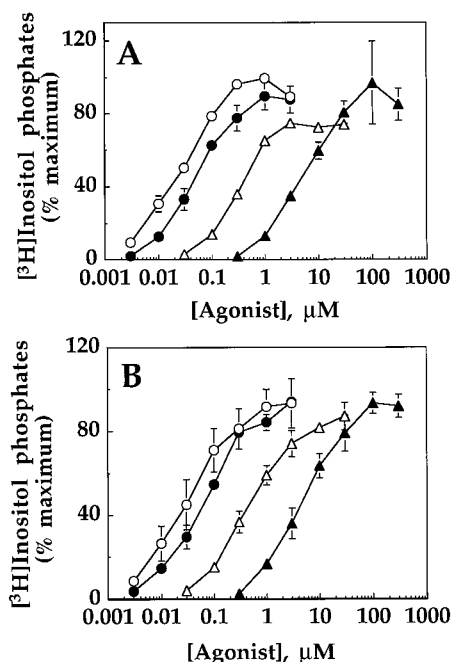 A
[³H]Inositol phosphates
(% maximum)
120
80
40
0
0.001 0.01 0.1 1 10 100 1000
[Agonist], μM
B
[³H]Inositol phosphates
(% maximum)
120
80
40
0
0.001 0.01 0.1 1 10 100 1000
[Agonist], μM